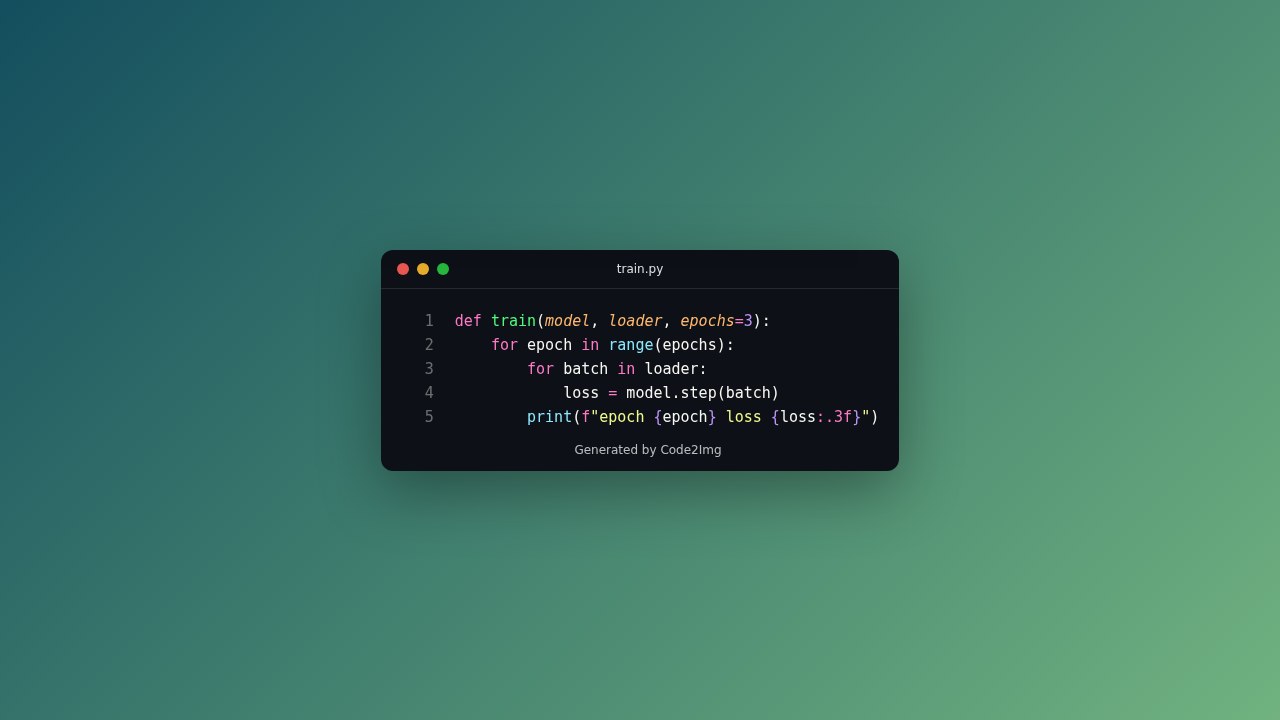 train.py
1 def train(model, loader, epochs=3):
2     for epoch in range(epochs):
3         for batch in loader:
4             loss = model.step(batch)
5         print(f"epoch {epoch} loss {loss:.3f}")
Generated by Code2Img